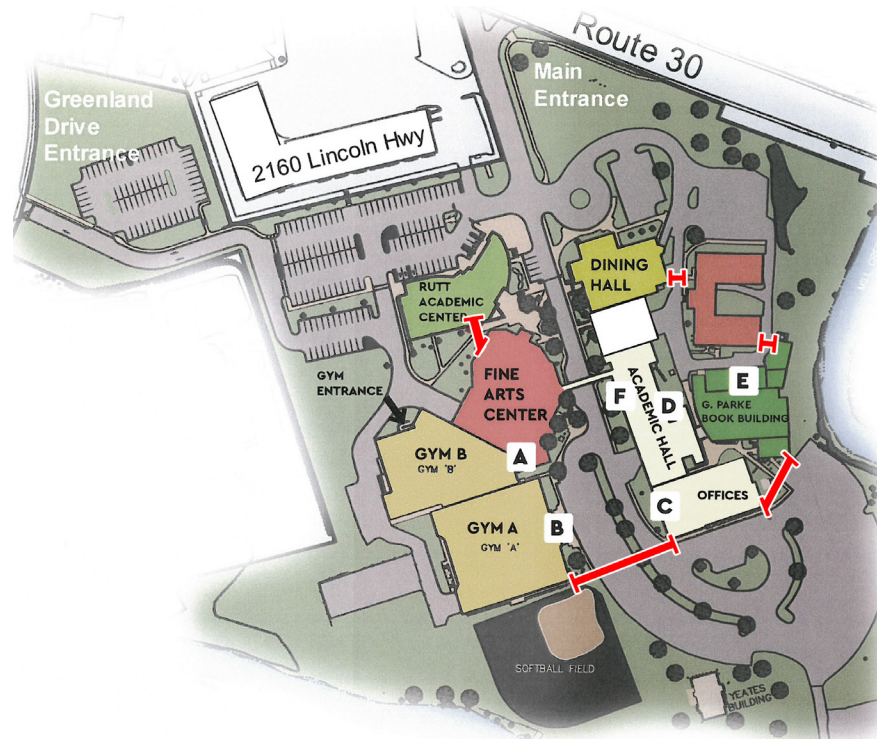 Route 30
Greenland
Drive
Entrance
Main
Entrance
2160 Lincoln Hwy
DINING
HALL
RUTT
ACADEMIC
CENTER
GYM
ENTRANCE
FINE
ARTS
CENTER
F
ACADEMIC HALL
D
E
G. PARKE
BOOK BUILDING
GYM B
GYM 'B'
A
OFFICES
C
GYM A
GYM 'A'
B
SOFTBALL FIELD
YEATES
BUILDING